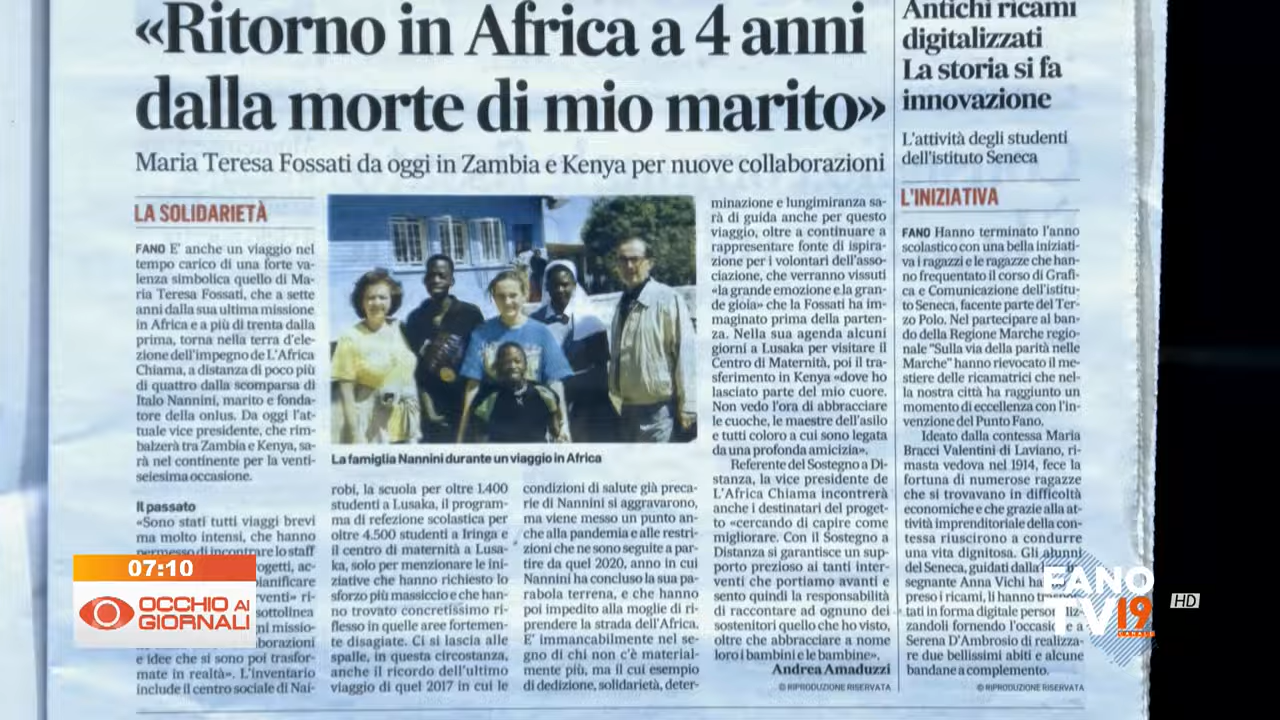 «Ritorno in Africa a 4 anni
dalla morte di mio marito»
Maria Teresa Fossati da oggi in Zambia e Kenya per nuove collaborazioni
LA SOLIDARIETÀ
FANO E' anche un viaggio nel
tempo carico di una forte va-
lenza simbolica quello di Ma-
ria Teresa Fossati, che a sette
anni dalla sua ultima missione
in Africa e a più di trenta dalla
prima, torna nella terra d'ele-
zione dell'impegno de L'Africa
Chiama, a distanza di poco più
di quattro dalla scomparsa di
Italo Nannini, marito e fonda-
tore della onlus. Da oggi l'at-
tuale vice presidente, che rim-
balzerà tra Zambia e Kenya, sa-
rà nel continente per la venti-
seiesima occasione.
Il passato
«Sono stati tutti viaggi brevi
ma molto intensi, che hanno
permesso di incontrare lo staff
rogetti, ac-
pianificare
rventi» ri-
sottolinea
gni missio-
aborazioni
e idee che si sono poi trasfor-
mate in realtà». L'inventario
include il centro sociale di Nai-
La famiglia Nannini durante un viaggio in Africa
robi, la scuola per oltre 1.400
studenti a Lusaka, il program-
ma di refezione scolastica per
oltre 4.500 studenti a Iringa e
il centro di maternità a Lusa-
ka, solo per menzionare le ini-
ziative che hanno richiesto lo
sforzo più massiccio e che han-
no trovato concretissimo ri-
flesso in quelle aree fortemen-
te disagiate. Ci si lascia alle
spalle, in questa circostanza,
anche il ricordo dell'ultimo
viaggio di quel 2017 in cui le
condizioni di salute già preca-
rie di Nannini si aggravarono,
ma viene messo un punto an-
che alla pandemia e alle restri-
zioni che ne sono seguite a par-
tire da quel 2020, anno in cui
Nannini ha concluso la sua pa-
rabola terrena, e che hanno
poi impedito alla moglie di ri-
prendere la strada dell'Africa.
E' immancabilmente nel se-
gno di chi non c'è material-
mente più, ma il cui esempio
di dedizione, solidarietà, deter-
minazione e lungimiranza sa-
rà di guida anche per questo
viaggio, oltre a continuare a
rappresentare fonte di ispira-
zione per i volontari dell'asso-
ciazione, che verranno vissuti
«la grande emozione e la gran-
de gioia» che la Fossati ha im-
maginato prima della parten-
za. Nella sua agenda alcuni
giorni a Lusaka per visitare il
Centro di Maternità, poi il tra-
sferimento in Kenya «dove ho
lasciato parte del mio cuore.
Non vedo l'ora di abbracciare
le cuoche, le maestre dell'asilo
e tutti coloro a cui sono legata
da una profonda amicizia».
Referente del Sostegno a Di-
stanza, la vice presidente de
L'Africa Chiama incontrerà
anche i destinatari del proget-
to «cercando di capire come
migliorare. Con il Sostegno a
Distanza si garantisce un sup-
porto prezioso ai tanti inter-
venti che portiamo avanti e
sento quindi la responsabilità
di raccontare ad ognuno dei
sostenitori quello che ho visto,
oltre che abbracciare a nome
loro i bambini e le bambine».
Andrea Amaduzzi
© RIPRODUZIONE RISERVATA
Antichi ricami
digitalizzati
La storia si fa
innovazione
L'attività degli studenti
dell'istituto Seneca
L'INIZIATIVA
FANO Hanno terminato l'anno
scolastico con una bella iniziati-
va i ragazzi e le ragazze che han-
no frequentato il corso di Grafi-
ca e Comunicazione dell'istitu-
to Seneca, facente parte del Ter-
zo Polo. Nel partecipare al ban-
do della Regione Marche regio-
nale "Sulla via della parità nelle
Marche" hanno rievocato il me-
stiere delle ricamatrici che nel-
la nostra città ha raggiunto un
momento di eccellenza con l'in-
venzione del Punto Fano.
Ideato dalla contessa Maria
Bracci Valentini di Laviano, ri-
masta vedova nel 1914, fece la
fortuna di numerose ragazze
che si trovavano in difficoltà
economiche e che grazie alla at-
tività imprenditoriale della con-
tessa riuscirono a condurre
una vita dignitosa. Gli alunni
del Seneca, guidati dalla
segnante Anna Vichi ha
preso i ricami, li hanno
tati in forma digitale personaliz-
zandoli fornendo l'occasione a
Serena D'Ambrosio di realizza-
re due bellissimi abiti e alcune
bandane a complemento.
© RIPRODUZIONE RISERVATA
07:10
OCCHIO AI
GIORNALI
FANO
TV 19
CANALE
HD